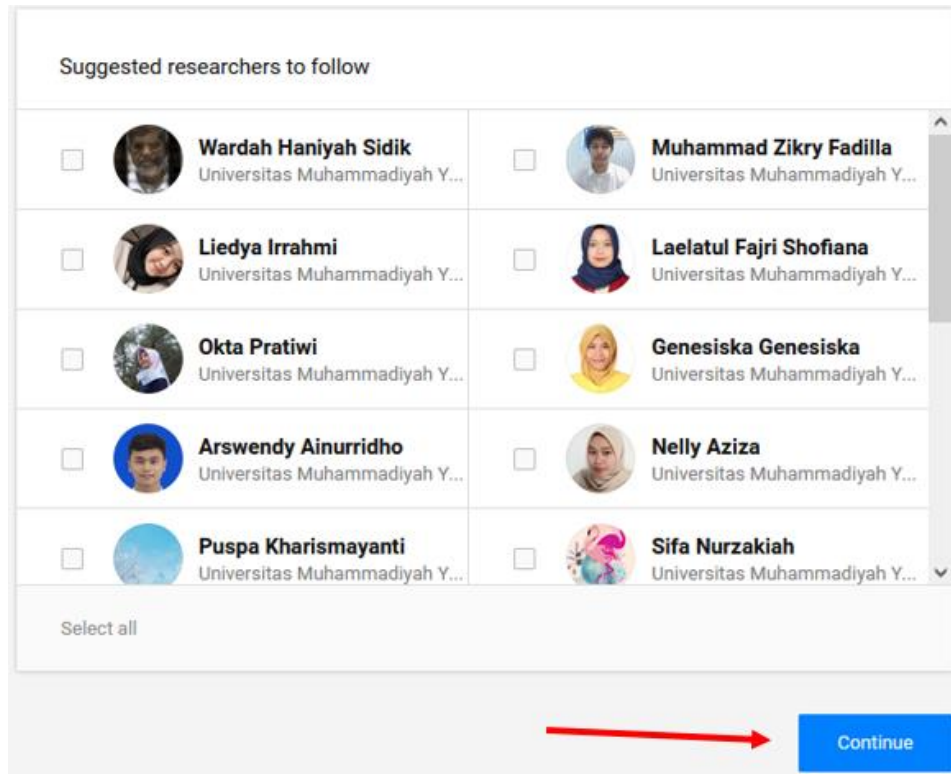 Suggested researchers to follow
Wardah Haniyah Sidik
Universitas Muhammadiyah Y...
Muhammad Zikry Fadilla
Universitas Muhammadiyah Y...
Liedya Irrahmi
Universitas Muhammadiyah Y...
Laelatul Fajri Shofiana
Universitas Muhammadiyah Y...
Okta Pratiwi
Universitas Muhammadiyah Y...
Genesiska Genesiska
Universitas Muhammadiyah Y...
Arswendy Ainurridho
Universitas Muhammadiyah Y...
Nelly Aziza
Universitas Muhammadiyah Y...
Puspa Kharismayanti
Universitas Muhammadiyah Y...
Sifa Nurzakiah
Universitas Muhammadiyah Y...
Select all
Continue